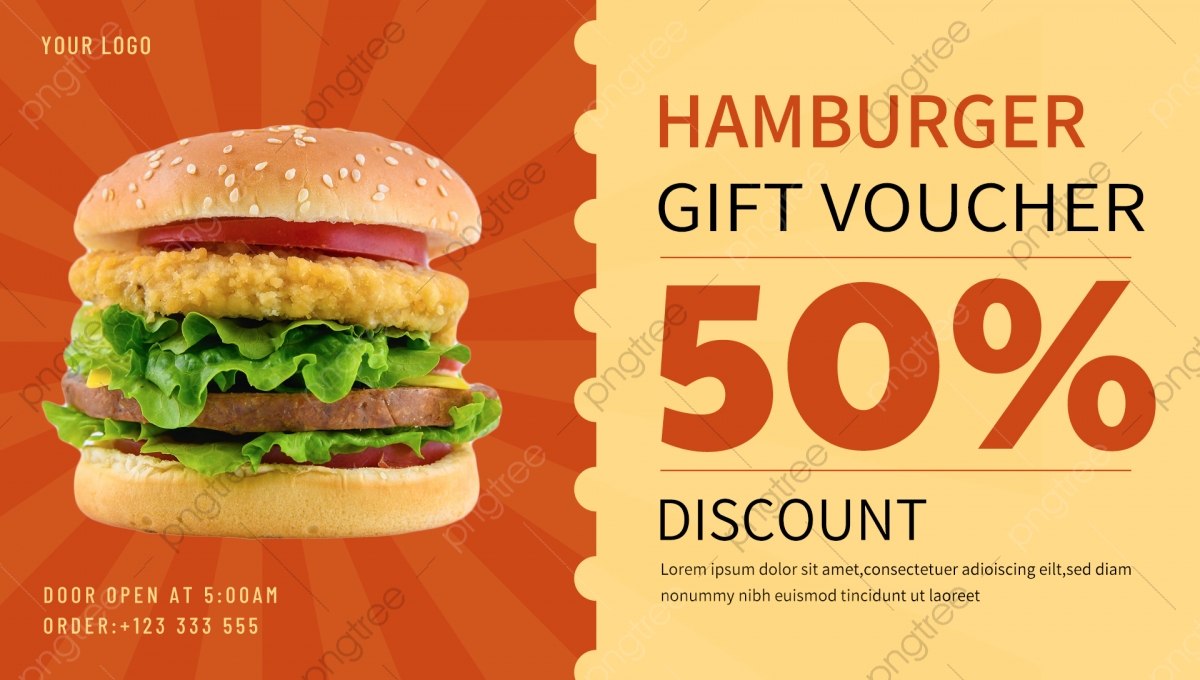 YOUR LOGO
HAMBURGER
GIFT VOUCHER
50%
DISCOUNT
Lorem ipsum dolor sit amet,consectetuer adioiscing eilt,sed diam
nonummy nibh euismod tincidunt ut laoreet
DOOR OPEN AT 5:00AM
ORDER:+123 333 555
pngtree